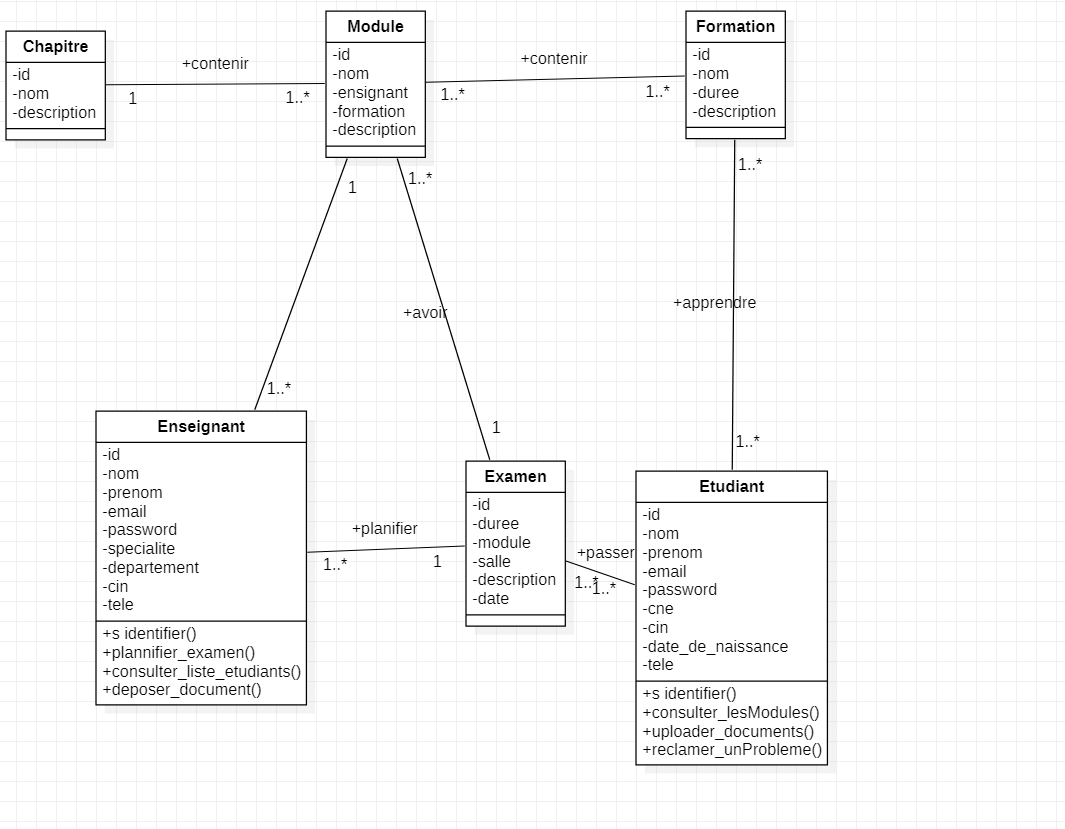 Chapitre
-id
-nom
-description
+contenir
1
1..*
Module
-id
-nom
-ensignant
-formation
-description
+contenir
1..*
1..*
Formation
-id
-nom
-duree
-description
1
1..*
1..*
+avoir
1
1..*
+apprendre
1..*
Enseignant
-id
-nom
-prenom
-email
-password
-specialite
-departement
-cin
-tele
+s identifier()
+plannifier_examen()
+consulter_liste_etudiants()
+deposer_document()
+planifier
1..*
1
Examen
-id
-duree
-module
-salle
-description
-date
+passer
1..*
1..*
Etudiant
-id
-nom
-prenom
-email
-password
-cne
-cin
-date_de_naissance
-tele
+s identifier()
+consulter_lesModules()
+uploader_documents()
+reclamer_unProbleme()